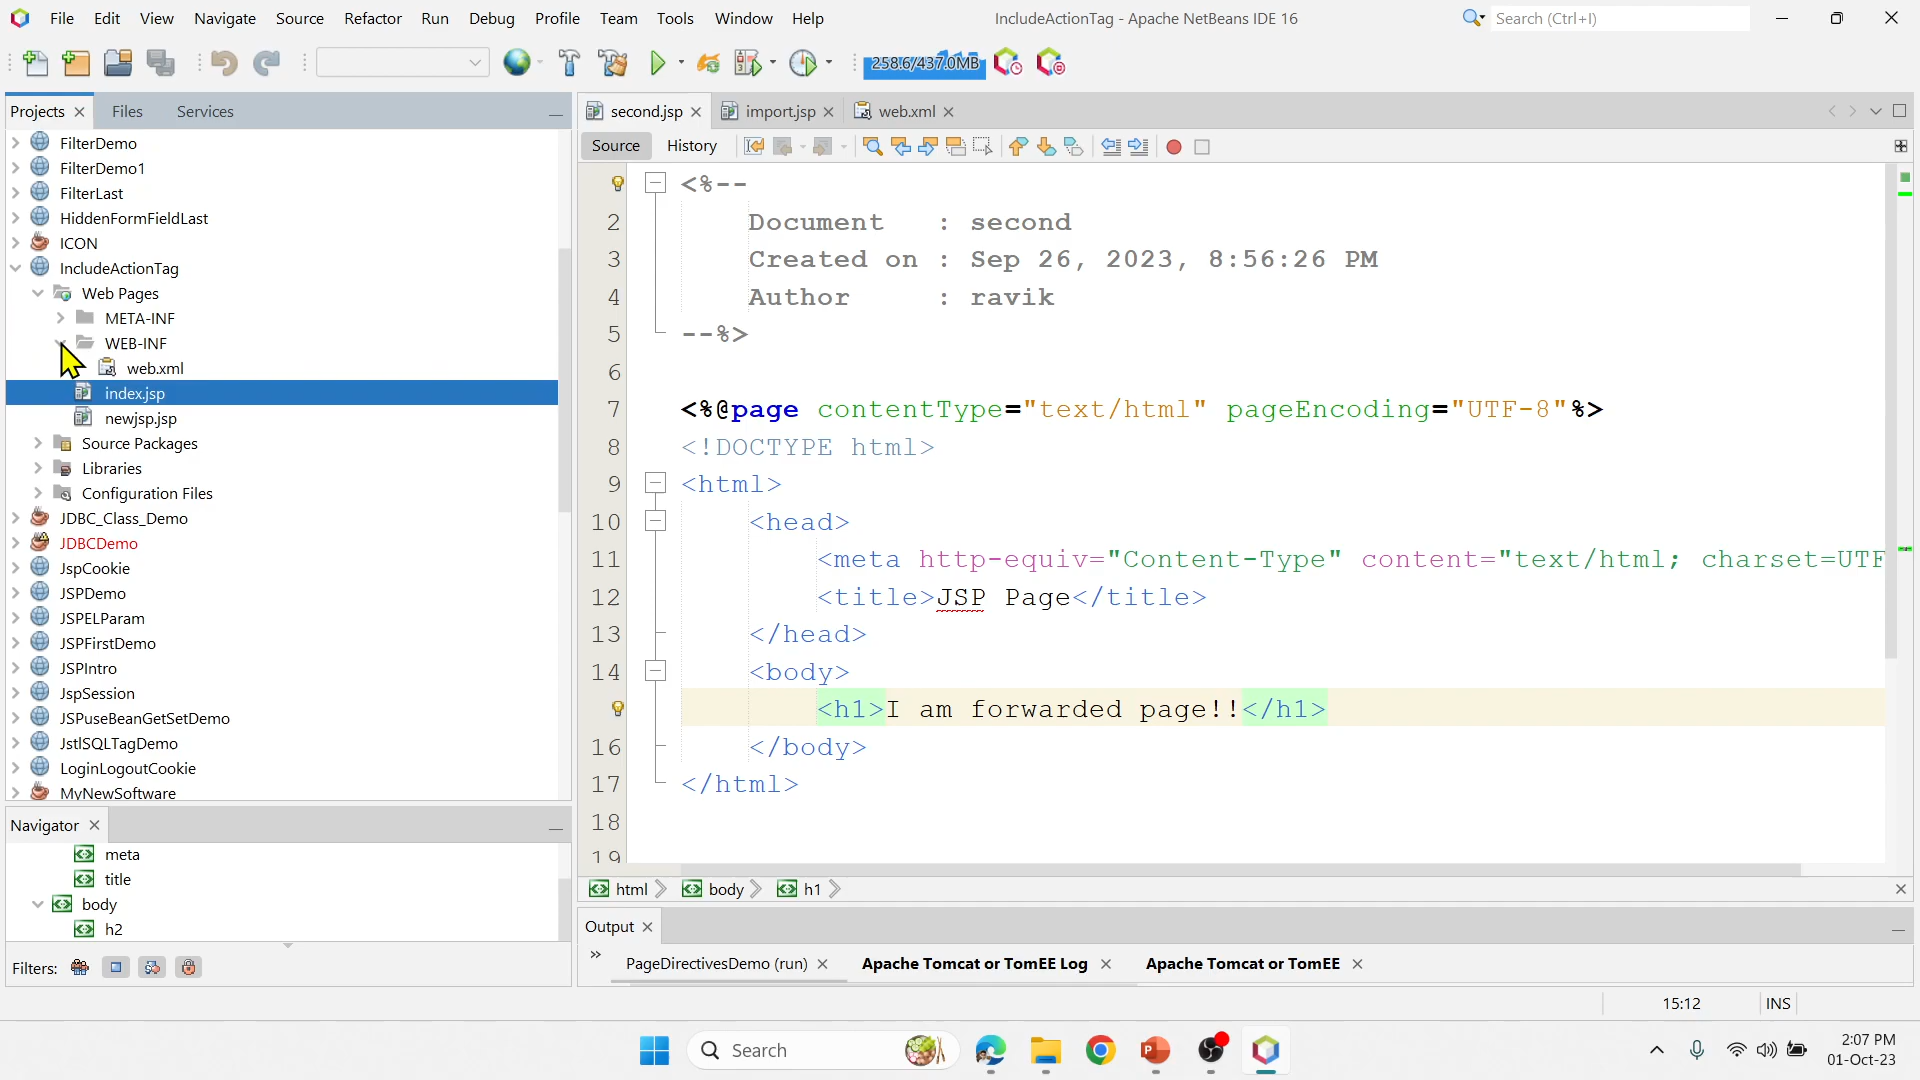 File Edit View Navigate Source Refactor Run Debug Profile Team Tools Window Help
IncludeActionTag - Apache NetBeans IDE 16
Search (Ctrl+I)
258.6/437.0MB
Projects Files Services
FilterDemo
FilterDemo1
FilterLast
HiddenFormFieldLast
ICON
IncludeActionTag
Web Pages
META-INF
WEB-INF
web.xml
index.jsp
newjsp.jsp
Source Packages
Libraries
Configuration Files
JDBC_Class_Demo
JDBCDemo
JspCookie
JSPDemo
JSPELParam
JSPFirstDemo
JSPIntro
JspSession
JSPuseBeanGetSetDemo
JstlSQLTagDemo
LoginLogoutCookie
MyNewSoftware
Navigator
meta
title
body
h2
Filters:
second.jsp import.jsp web.xml
Source History
<%--
2 Document : second
3 Created on : Sep 26, 2023, 8:56:26 PM
4 Author : ravik
5 --%>
6
7 <%@page contentType="text/html" pageEncoding="UTF-8"%>
8 <!DOCTYPE html>
9 <html>
10 <head>
11 <meta http-equiv="Content-Type" content="text/html; charset=UTF
12 <title>JSP Page</title>
13 </head>
14 <body>
<h1>I am forwarded page!!</h1>
16 </body>
17 </html>
18
19
html body h1
Output
PageDirectivesDemo (run) Apache Tomcat or TomEE Log Apache Tomcat or TomEE
15:12 INS
Search
2:07 PM
01-Oct-23